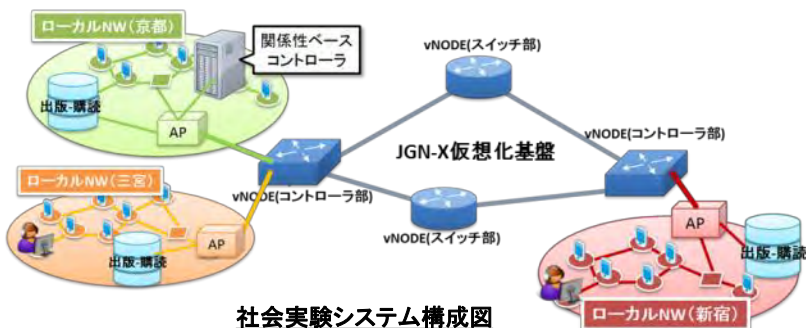 ローカルNW(京都)
関係性ベース
コントローラ
出版-購読
AP
vNODE(スイッチ部)
JGN-X仮想化基盤
vNODE(コントローラ部)
vNODE(コントローラ部)
vNODE(スイッチ部)
ローカルNW(三宮)
AP
出版-購読
AP
出版-購読
ローカルNW(新宿)
社会実験システム構成図